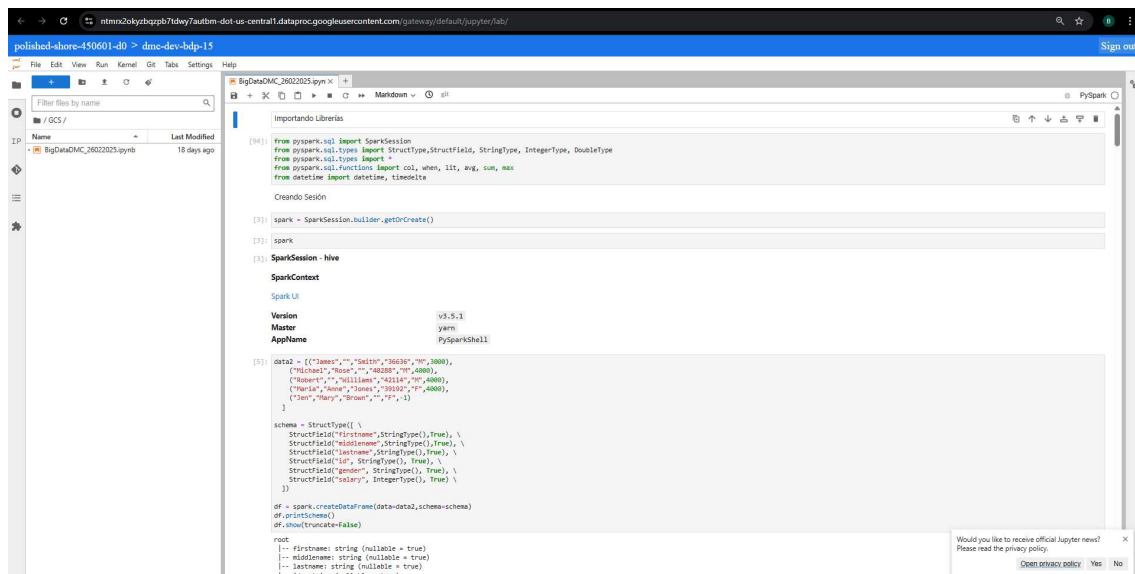 ntmrx2okyzbqzpb7tdwy7autbm-dot-us-central1.dataproc.googleusercontent.com/gateway/default/jupyter/lab/
B
polished-shore-450601-d0 > dmc-dev-bdp-15
Sign out
File Edit View Run Kernel Git Tabs Settings Help
BigDataDMC_26022025.ipyn
Markdown
git
PySpark
Filter files by name
/ GCS /
Name Last Modified
BigDataDMC_26022025.ipynb 18 days ago
Importando Librerías
[94]: from pyspark.sql import SparkSession
from pyspark.sql.types import StructType,StructField, StringType, IntegerType, DoubleType
from pyspark.sql.types import *
from pyspark.sql.functions import col, when, lit, avg, sum, max
from datetime import datetime, timedelta
Creando Sesión
[3]: spark = SparkSession.builder.getOrCreate()
[3]: spark
[3]: SparkSession - hive
SparkContext
Spark UI
Version v3.5.1
Master yarn
AppName PySparkShell
[5]: data2 = [("James","","Smith","36636","M",3000),
("Michael","Rose","","40288","M",4000),
("Robert","","Williams","42114","M",4000),
("Maria","Anne","Jones","39192","F",4000),
("Jen","Mary","Brown","","F",-1)
]
schema = StructType([ \
StructField("firstname",StringType(),True), \
StructField("middlename",StringType(),True), \
StructField("lastname",StringType(),True), \
StructField("id", StringType(), True), \
StructField("gender", StringType(), True), \
StructField("salary", IntegerType(), True) \
])
df = spark.createDataFrame(data=data2,schema=schema)
df.printSchema()
df.show(truncate=False)
root
|-- firstname: string (nullable = true)
|-- middlename: string (nullable = true)
|-- lastname: string (nullable = true)
Would you like to receive official Jupyter news?
Please read the privacy policy.
Open privacy policy Yes No